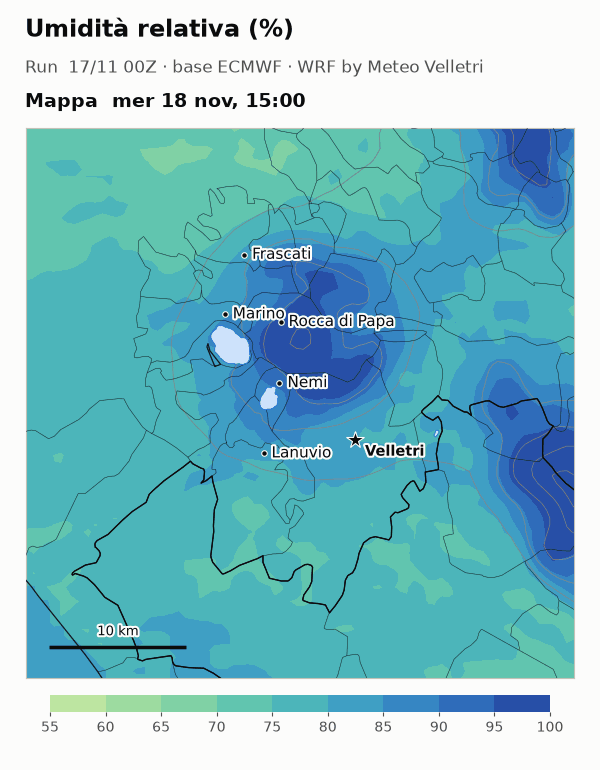 Umidità relativa (%)
Run  17/11 00Z · base ECMWF · WRF by Meteo Velletri
Mappa  mer 18 nov, 15:00
Frascati
Marino
Rocca di Papa
Nemi
Velletri
Lanuvio
10 km
55 60 65 70 75 80 85 90 95 100